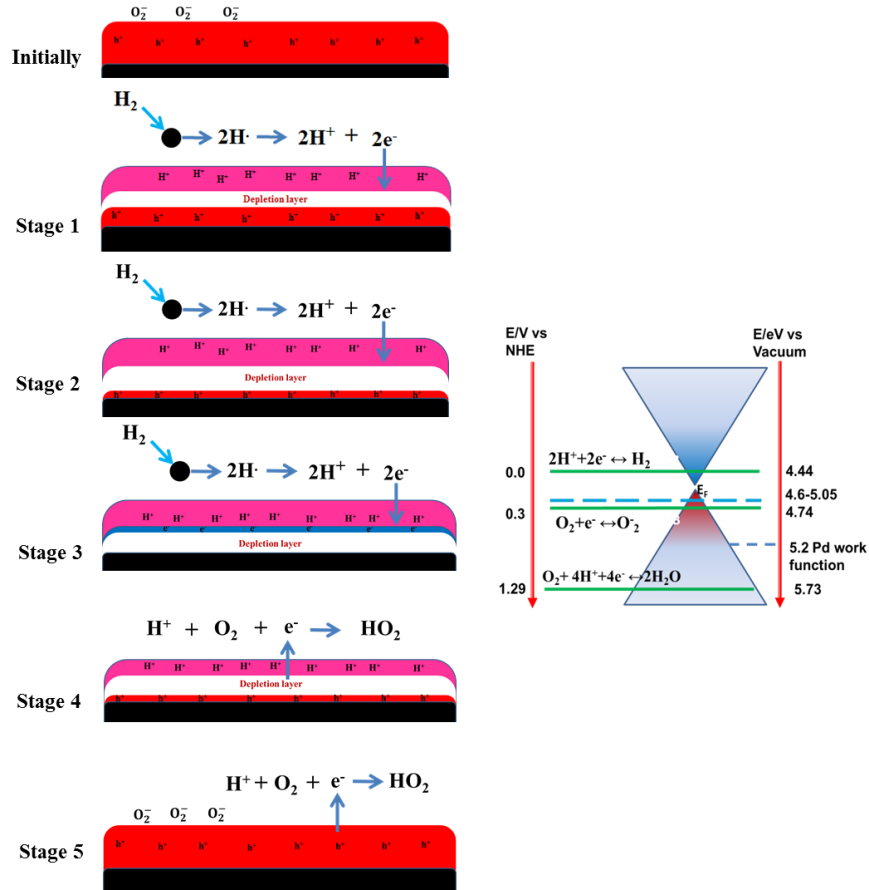 O₂⁻ O₂⁻ O₂⁻
Initially
h⁺ h⁺ h⁺ h⁺ h⁺ h⁺ h⁺ h⁺
H₂
2H· 2H⁺ + 2e⁻
H⁺ H⁺ H⁺ H⁺ H⁺ H⁺ H⁺ H⁺
Depletion layer
Stage 1
h⁺ h⁺ h⁺ h⁺ h⁺ h⁺ h⁺ h⁺
H₂
2H· 2H⁺ + 2e⁻
H⁺ H⁺ H⁺ H⁺ H⁺ H⁺ H⁺ H⁺
Stage 2
Depletion layer
h⁺ h⁺ h⁺ h⁺ h⁺ h⁺ h⁺ h⁺
H₂
2H· 2H⁺ + 2e⁻
H⁺ H⁺ H⁺ H⁺ H⁺ H⁺ H⁺ H⁺
e⁻ e⁻ e⁻ e⁻ e⁻ e⁻
Stage 3
Depletion layer
H⁺ + O₂ + e⁻ HO₂
H⁺ H⁺ H⁺ H⁺ H⁺ H⁺ H⁺ H⁺ H⁺
Depletion layer
Stage 4
h⁺ h⁺ h⁺ h⁺ h⁺ h⁺ h⁺ h⁺
H⁺ + O₂ + e⁻ HO₂
O₂⁻ O₂⁻ O₂⁻
Stage 5
h⁺ h⁺ h⁺ h⁺ h⁺ h⁺ h⁺ h⁺
E/V vs
NHE
E/eV vs
Vacuum
2H⁺+2e⁻ ↔ H₂
0.0
4.44
E_F
4.6-5.05
0.3
4.74
O₂+e⁻ ↔O⁻₂
5.2 Pd work
function
O₂+ 4H⁺+4e⁻ ↔2H₂O
1.29
5.73